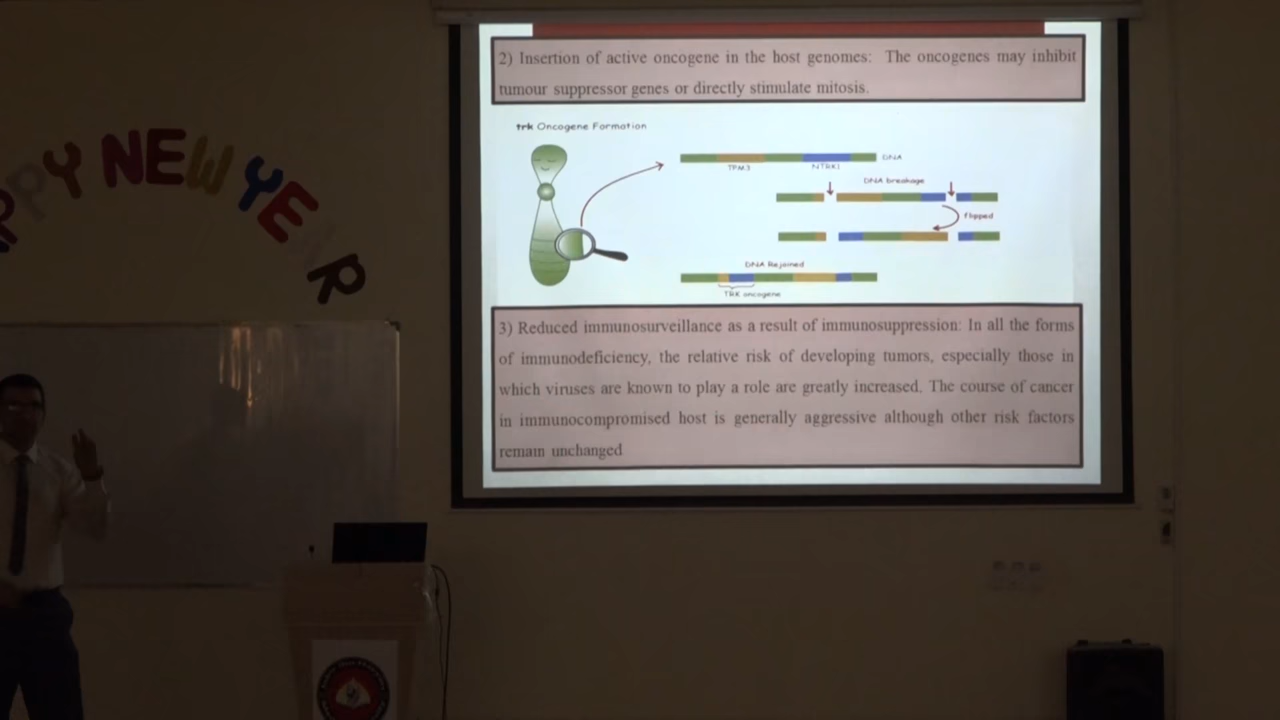 PPY NEW YEAR
2) Insertion of active oncogene in the host genomes: The oncogenes may inhibit
tumour suppressor genes or directly stimulate mitosis.
trk Oncogene Formation
DNA
TPM3
NTRK1
DNA breakage
flipped
DNA Rejoined
TRK oncogene
3) Reduced immunosurveillance as a result of immunosuppression: In all the forms
of immunodeficiency, the relative risk of developing tumors, especially those in
which viruses are known to play a role are greatly increased. The course of cancer
in immunocompromised host is generally aggressive although other risk factors
remain unchanged